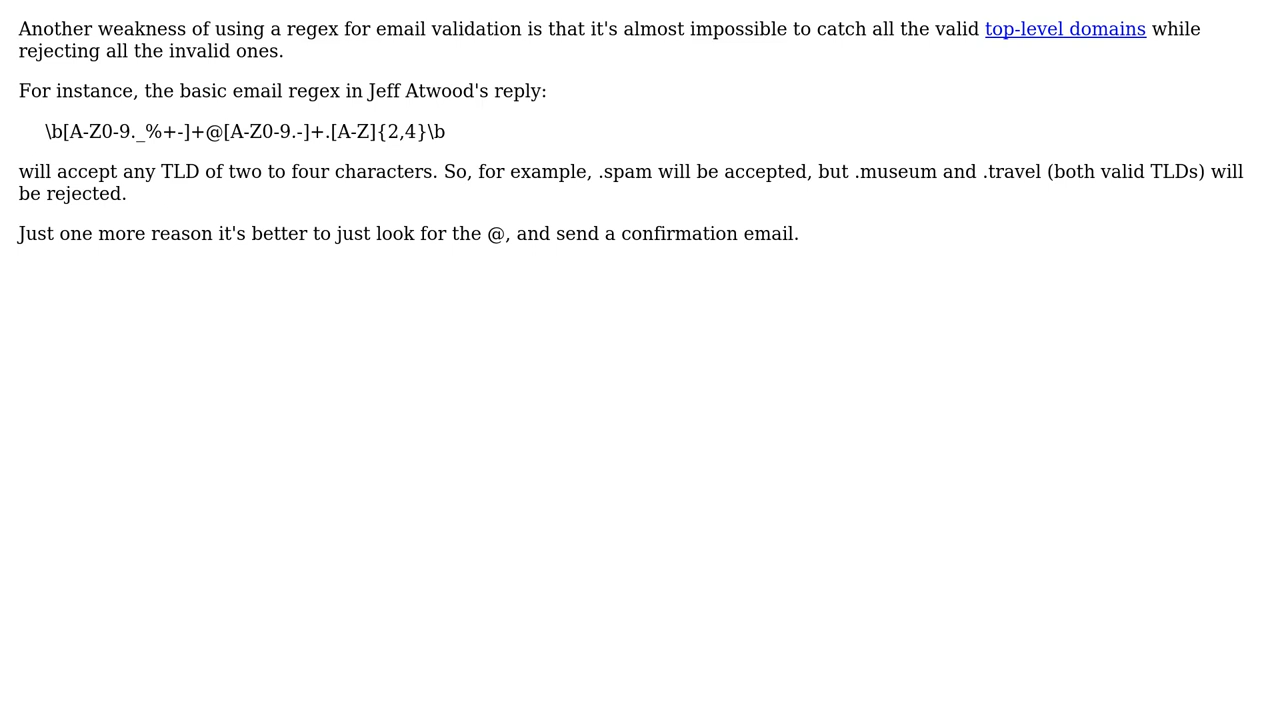 Another weakness of using a regex for email validation is that it's almost impossible to catch all the valid top-level domains while
rejecting all the invalid ones.
For instance, the basic email regex in Jeff Atwood's reply:
\b[A-Z0-9._%+-]+@[A-Z0-9.-]+.[A-Z]{2,4}\b
will accept any TLD of two to four characters. So, for example, .spam will be accepted, but .museum and .travel (both valid TLDs) will
be rejected.
Just one more reason it's better to just look for the @, and send a confirmation email.